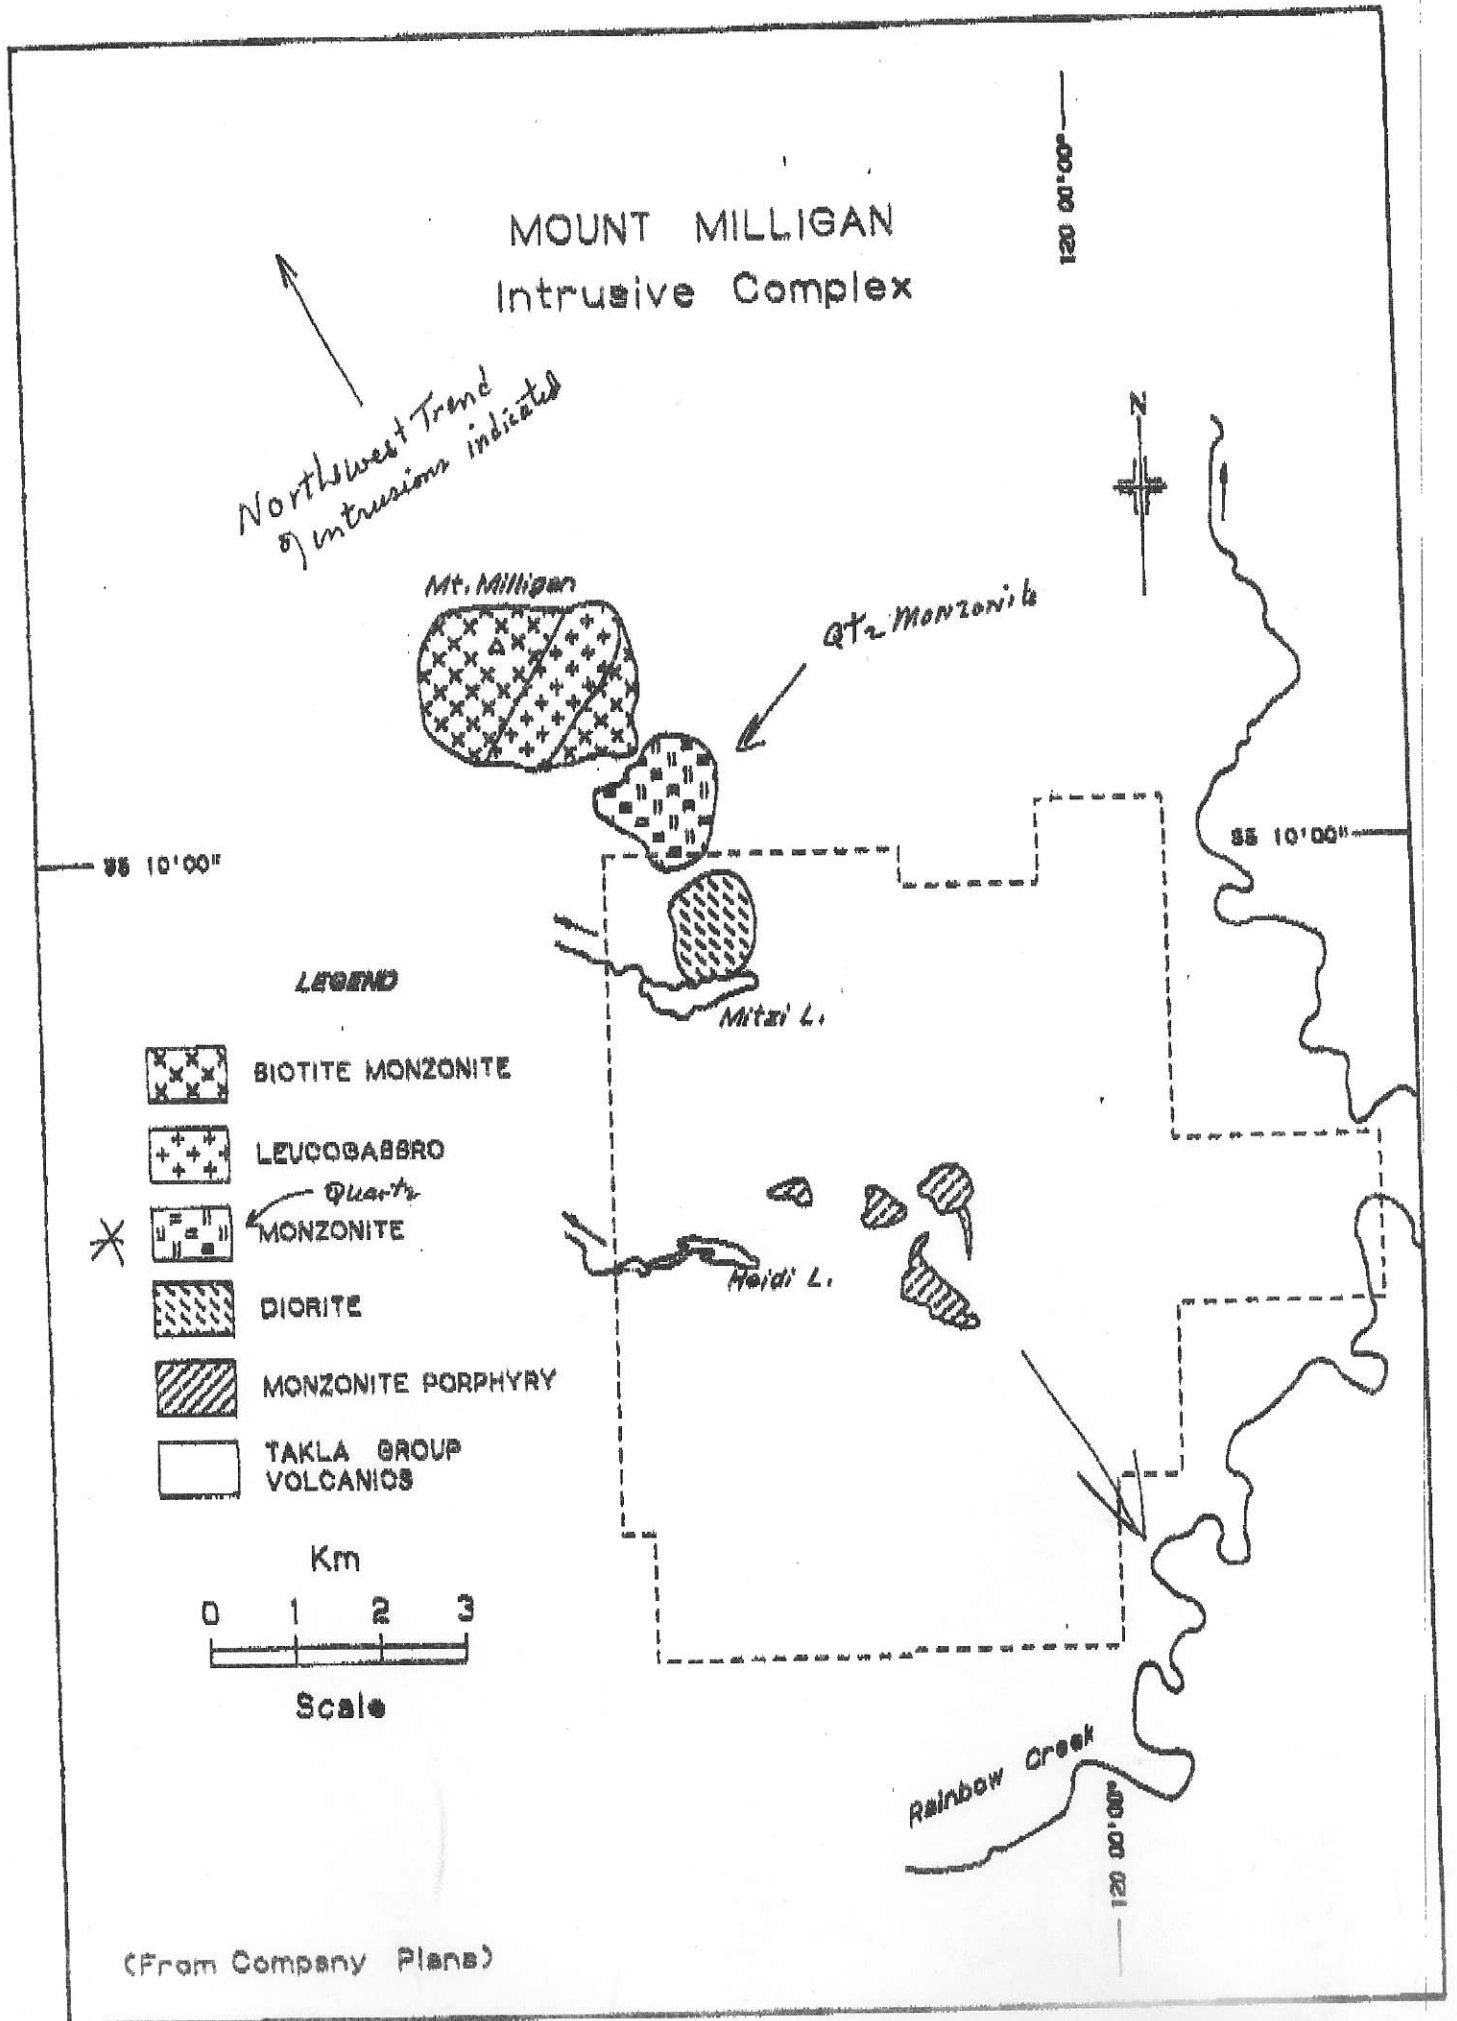 120 00'00"
MOUNT MILLIGAN
Intrusive Complex
Northwest Trend
of intrusions indicated
N
Mt. Milligan
Qtz Monzonite
55 10'00"
55 10'00"
Mitzi L.
LEGEND
BIOTITE MONZONITE
LEUCOGABBRO
Quartz
MONZONITE
DIORITE
MONZONITE PORPHYRY
TAKLA GROUP
VOLCANICS
Heidi L.
Km
0 1 2 3
Scale
Rainbow Creek
120 00'00"
(From Company Plans)